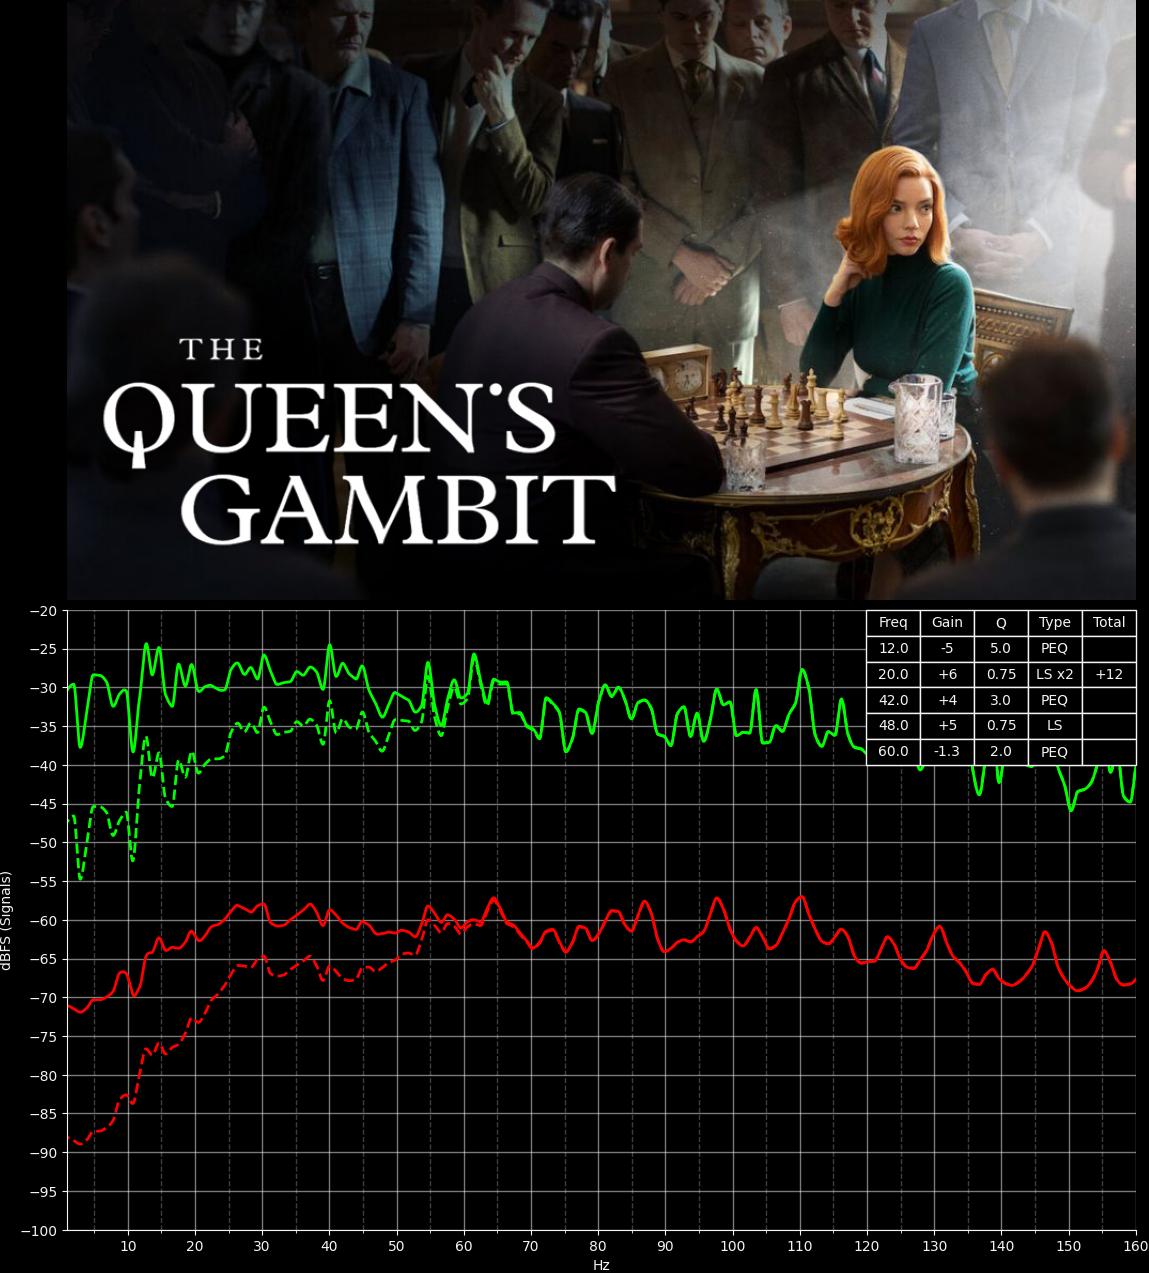 THE
QUEEN'S
GAMBIT
Freq Gain Q Type Total
12.0 -5 5.0 PEQ
20.0 +6 0.75 LS x2 +12
42.0 +4 3.0 PEQ
48.0 +5 0.75 LS
60.0 -1.3 2.0 PEQ
−20
−25
−30
−35
−40
−45
−50
−55
−60
−65
−70
−75
−80
−85
−90
−95
−100
dBFS (Signals)
10 20 30 40 50 60 70 80 90 100 110 120 130 140 150 160
Hz